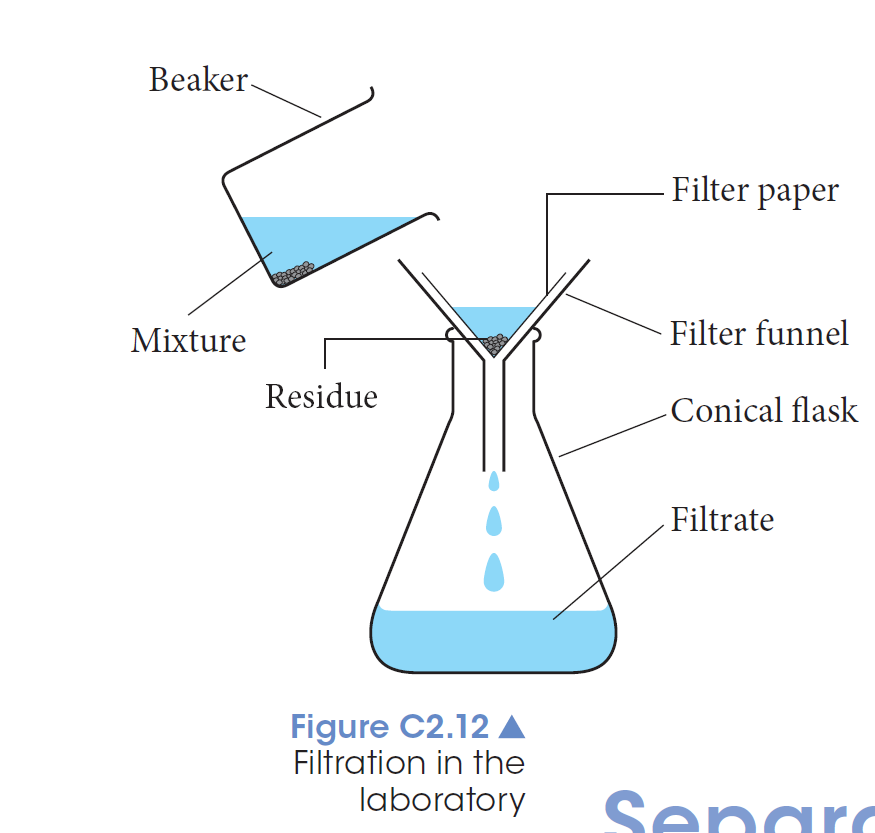 Beaker
Filter paper
Mixture
Filter funnel
Residue
Conical flask
Filtrate
Figure C2.12 ▲
Filtration in the
laboratory